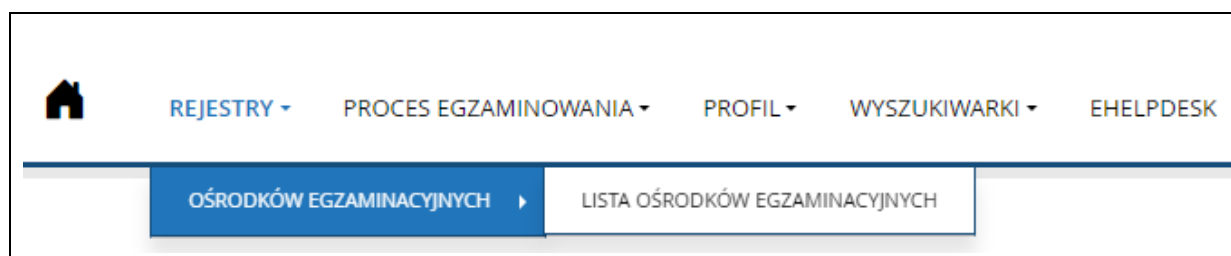 REJESTRY PROCES EGZAMINOWANIA PROFIL WYSZUKIWARKI EHELPDESK
OŚRODKÓW EGZAMINACYJNYCH LISTA OŚRODKÓW EGZAMINACYJNYCH